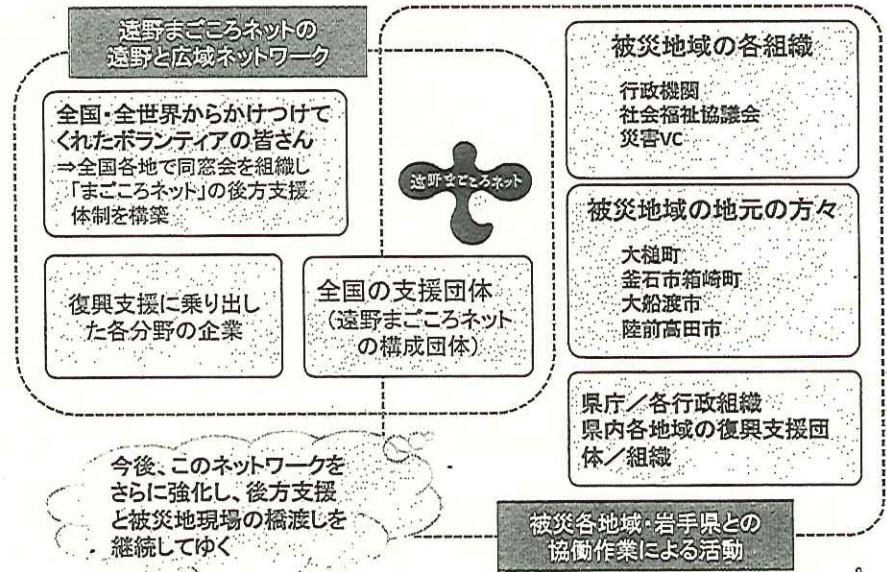 遠野まごころネットの
遠野と広域ネットワーク
全国・全世界からかけつけて
くれたボランティアの皆さん
⇒全国各地で同窓会を組織し
「まごころネット」の後方支援
体制を構築
遠野まごころネット
復興支援に乗り出し
た各分野の企業
全国の支援団体
（遠野まごころネット
の構成団体）
今後、このネットワークを
さらに強化し、後方支援
と被災地現場の橋渡しを
継続してゆく
被災地域の各組織
行政機関
社会福祉協議会
災害VC
被災地域の地元の方々
大槌町
釜石市箱崎町
大船渡市
陸前高田市
県庁／各行政組織
県内各地域の復興支援団
体／組織
被災各地域・岩手県との
協働作業による活動